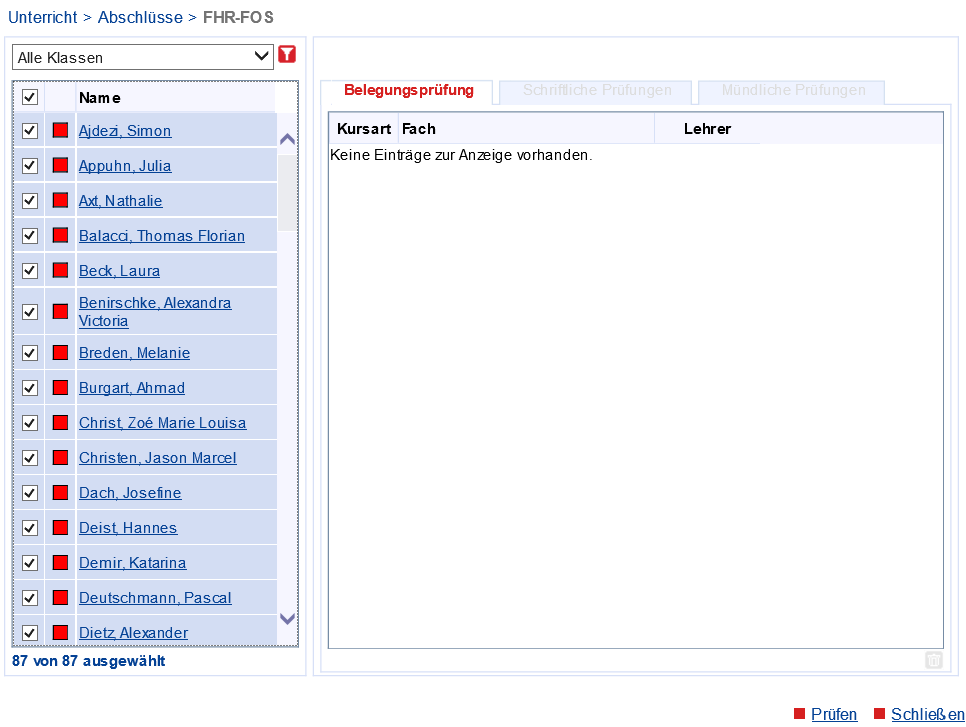 Unterricht > Abschlüsse > FHR-FOS
Alle Klassen
Name
Ajdezi, Simon
Appuhn, Julia
Axt, Nathalie
Balacci, Thomas Florian
Beck, Laura
Benirschke, Alexandra
Victoria
Breden, Melanie
Burgart, Ahmad
Christ, Zoé Marie Louisa
Christen, Jason Marcel
Dach, Josefine
Deist, Hannes
Demir, Katarina
Deutschmann, Pascal
Dietz, Alexander
87 von 87 ausgewählt
Belegungsprüfung Schriftliche Prüfungen Mündliche Prüfungen
Kursart Fach Lehrer
Keine Einträge zur Anzeige vorhanden.
Prüfen Schließen